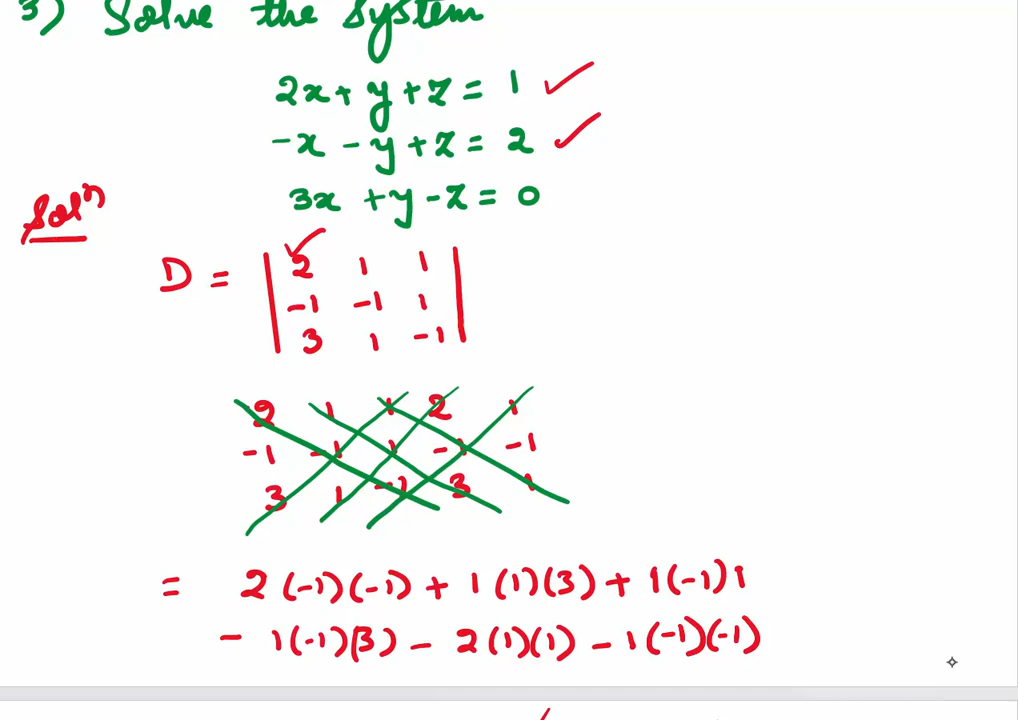 3) Solve the system
2x + y + z = 1 ✓
-x - y + z = 2 ✓
3x + y - z = 0
Solⁿ
D = | 2 1 1 |
| -1 -1 1 |
| 3 1 -1 |
2 1 1 2 1
-1 -1 1 -1 -1
3 1 -1 3 1
= 2 (-1)(-1) + 1 (1)(3) + 1(-1)1
- 1(-1)(3) - 2(1)(1) - 1(-1)(-1)